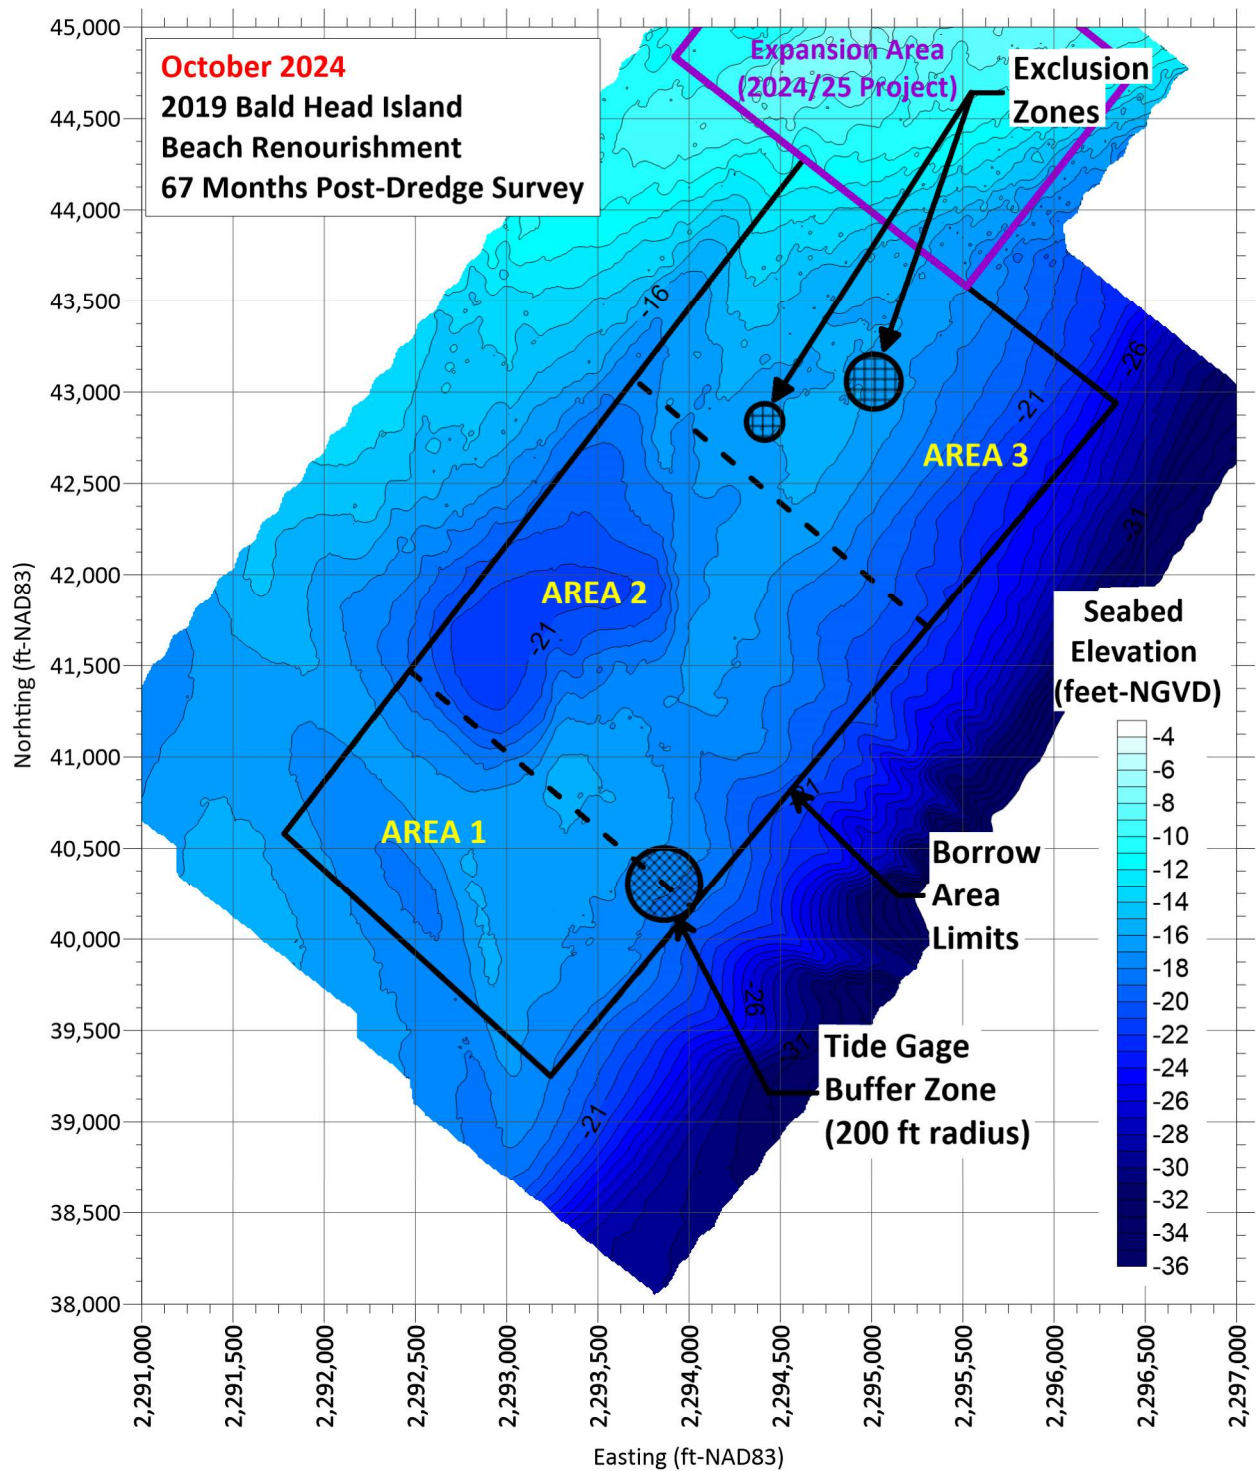 October 2024
2019 Bald Head Island
Beach Renourishment
67 Months Post-Dredge Survey
Expansion Area
(2024/25 Project)
Exclusion
Zones
45,000
44,500
44,000
43,500
43,000
42,500
42,000
41,500
41,000
40,500
40,000
39,500
39,000
38,500
38,000
Norhting (ft-NAD83)
-16
-26
-21
AREA 3
-31
AREA 2
-21
AREA 1
-21
-26
-31
-21
Borrow
Area
Limits
Tide Gage
Buffer Zone
(200 ft radius)
Seabed
Elevation
(feet-NGVD)
-4
-6
-8
-10
-12
-14
-16
-18
-20
-22
-24
-26
-28
-30
-32
-34
-36
2,291,000
2,291,500
2,292,000
2,292,500
2,293,000
2,293,500
2,294,000
2,294,500
2,295,000
2,295,500
2,296,000
2,296,500
2,297,000
Easting (ft-NAD83)